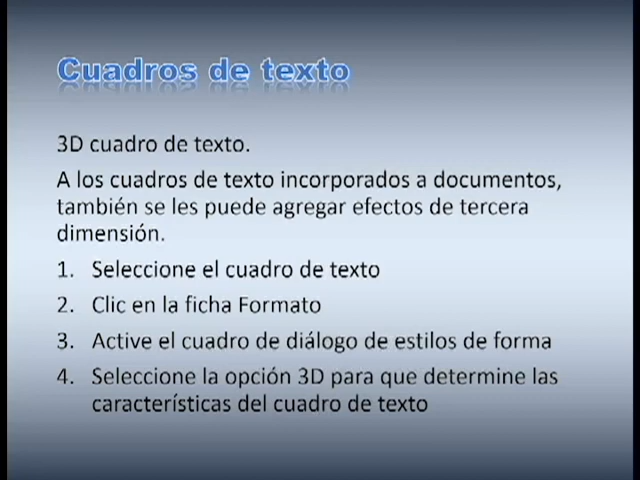 Cuadros de texto
3D cuadro de texto.
A los cuadros de texto incorporados a documentos,
también se les puede agregar efectos de tercera
dimensión.
1. Seleccione el cuadro de texto
2. Clic en la ficha Formato
3. Active el cuadro de diálogo de estilos de forma
4. Seleccione la opción 3D para que determine las
características del cuadro de texto